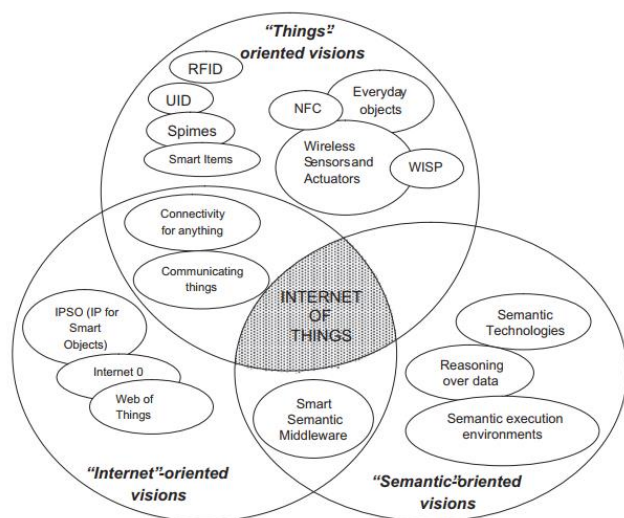 “Things”-
oriented visions
RFID
UID
Spimes
Smart Items
NFC
Everyday
objects
Wireless
Sensors and
Actuators
WISP
Connectivity
for anything
Communicating
things
INTERNET
OF
THINGS
IPSO (IP for
Smart
Objects)
Internet 0
Web of
Things
Semantic
Technologies
Reasoning
over data
Semantic execution
environments
Smart
Semantic
Middleware
“Internet”-oriented
visions
“Semantic”-oriented
visions